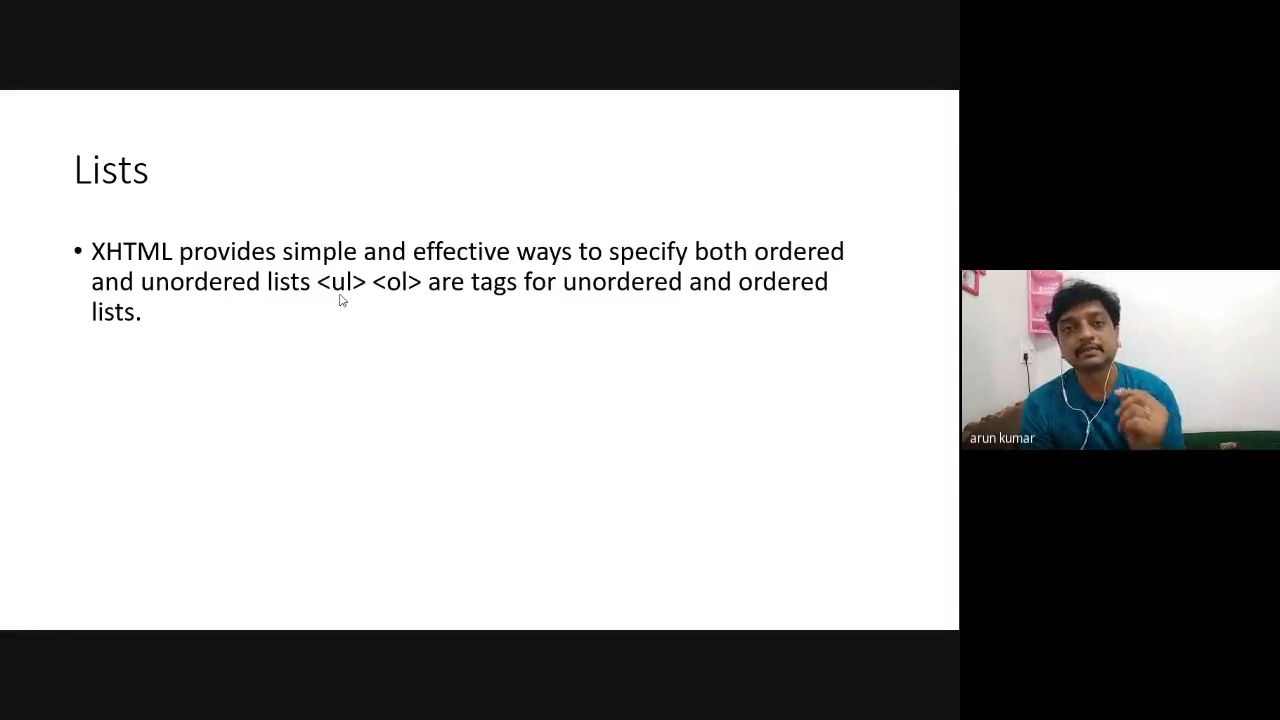 Lists
• XHTML provides simple and effective ways to specify both ordered
and unordered lists <ul> <ol> are tags for unordered and ordered
lists.
arun kumar